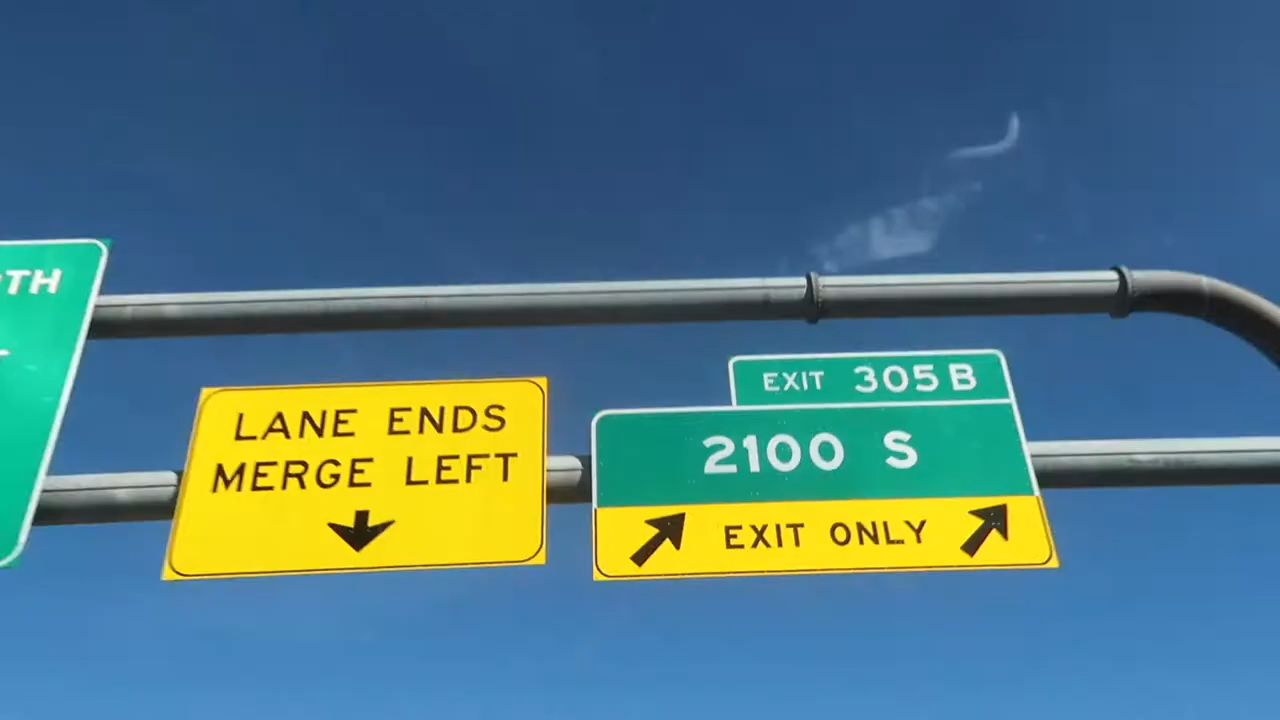 LANE ENDS
MERGE LEFT
EXIT 305B
2100 S
EXIT ONLY